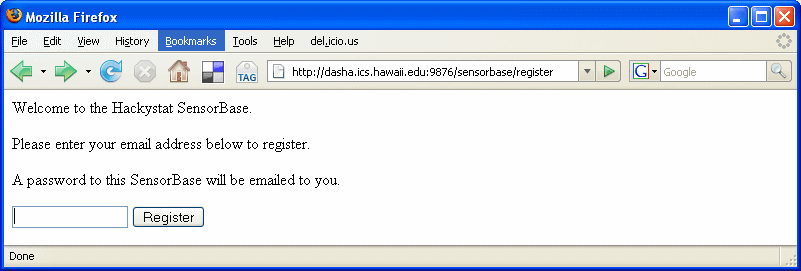 Mozilla Firefox
File Edit View History Bookmarks Tools Help del.icio.us
TAG http://dasha.ics.hawaii.edu:9876/sensorbase/register G Google
Welcome to the Hackystat SensorBase.
Please enter your email address below to register.
A password to this SensorBase will be emailed to you.
Register
Done